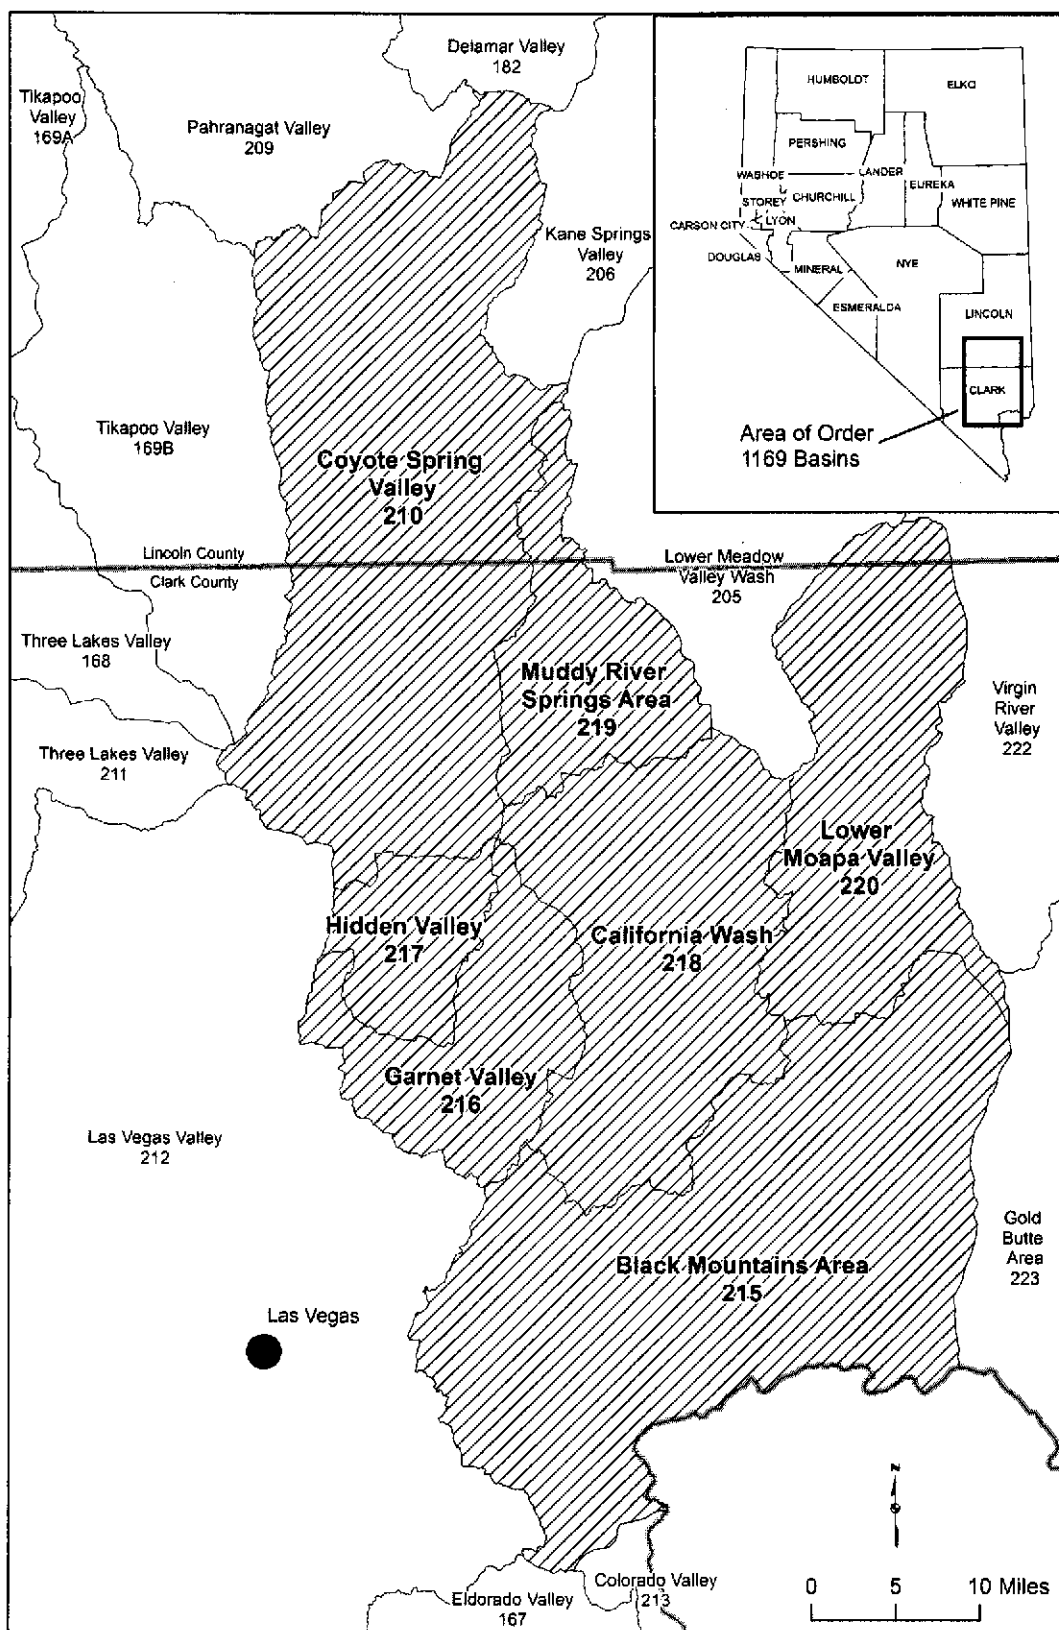 Delamar Valley
182
Tikapoo
Valley
169A
Pahranagat Valley
209
Kane Springs
Valley
206
HUMBOLDT
ELKO
PERSHING
WASHOE
LANDER
EUREKA
STOREY
CHURCHILL
WHITE PINE
LYON
CARSON CITY
DOUGLAS
NYE
MINERAL
ESMERALDA
LINCOLN
CLARK
Area of Order
1169 Basins
Tikapoo Valley
169B
Coyote Spring
Valley
210
Lincoln County
Clark County
Lower Meadow
Valley Wash
205
Three Lakes Valley
168
Muddy River
Springs Area
219
Virgin
River
Valley
222
Three Lakes Valley
211
Lower
Moapa Valley
220
Hidden Valley
217
California Wash
218
Garnet Valley
216
Las Vegas Valley
212
Gold
Butte
Area
223
Black Mountains Area
215
Las Vegas
N
Colorado Valley
213
Eldorado Valley
167
0 5 10 Miles